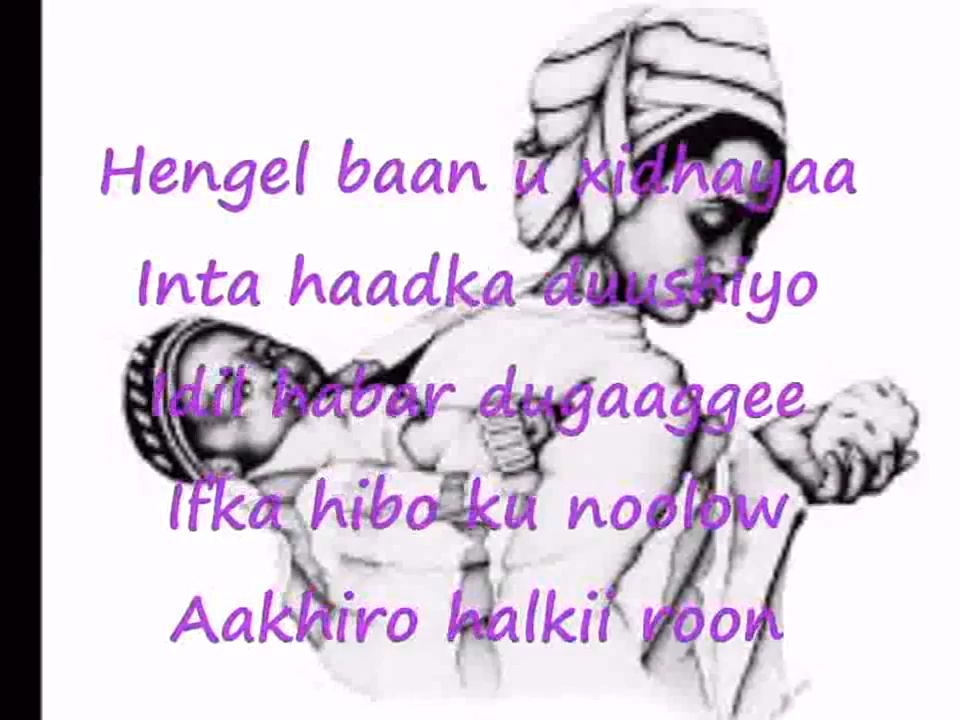 Hengel baan u xidhayaa
Inta haadka duushiyo
Idil habar dugaaggee
Ifka hibo ku noolow
Aakhiro halkii roon